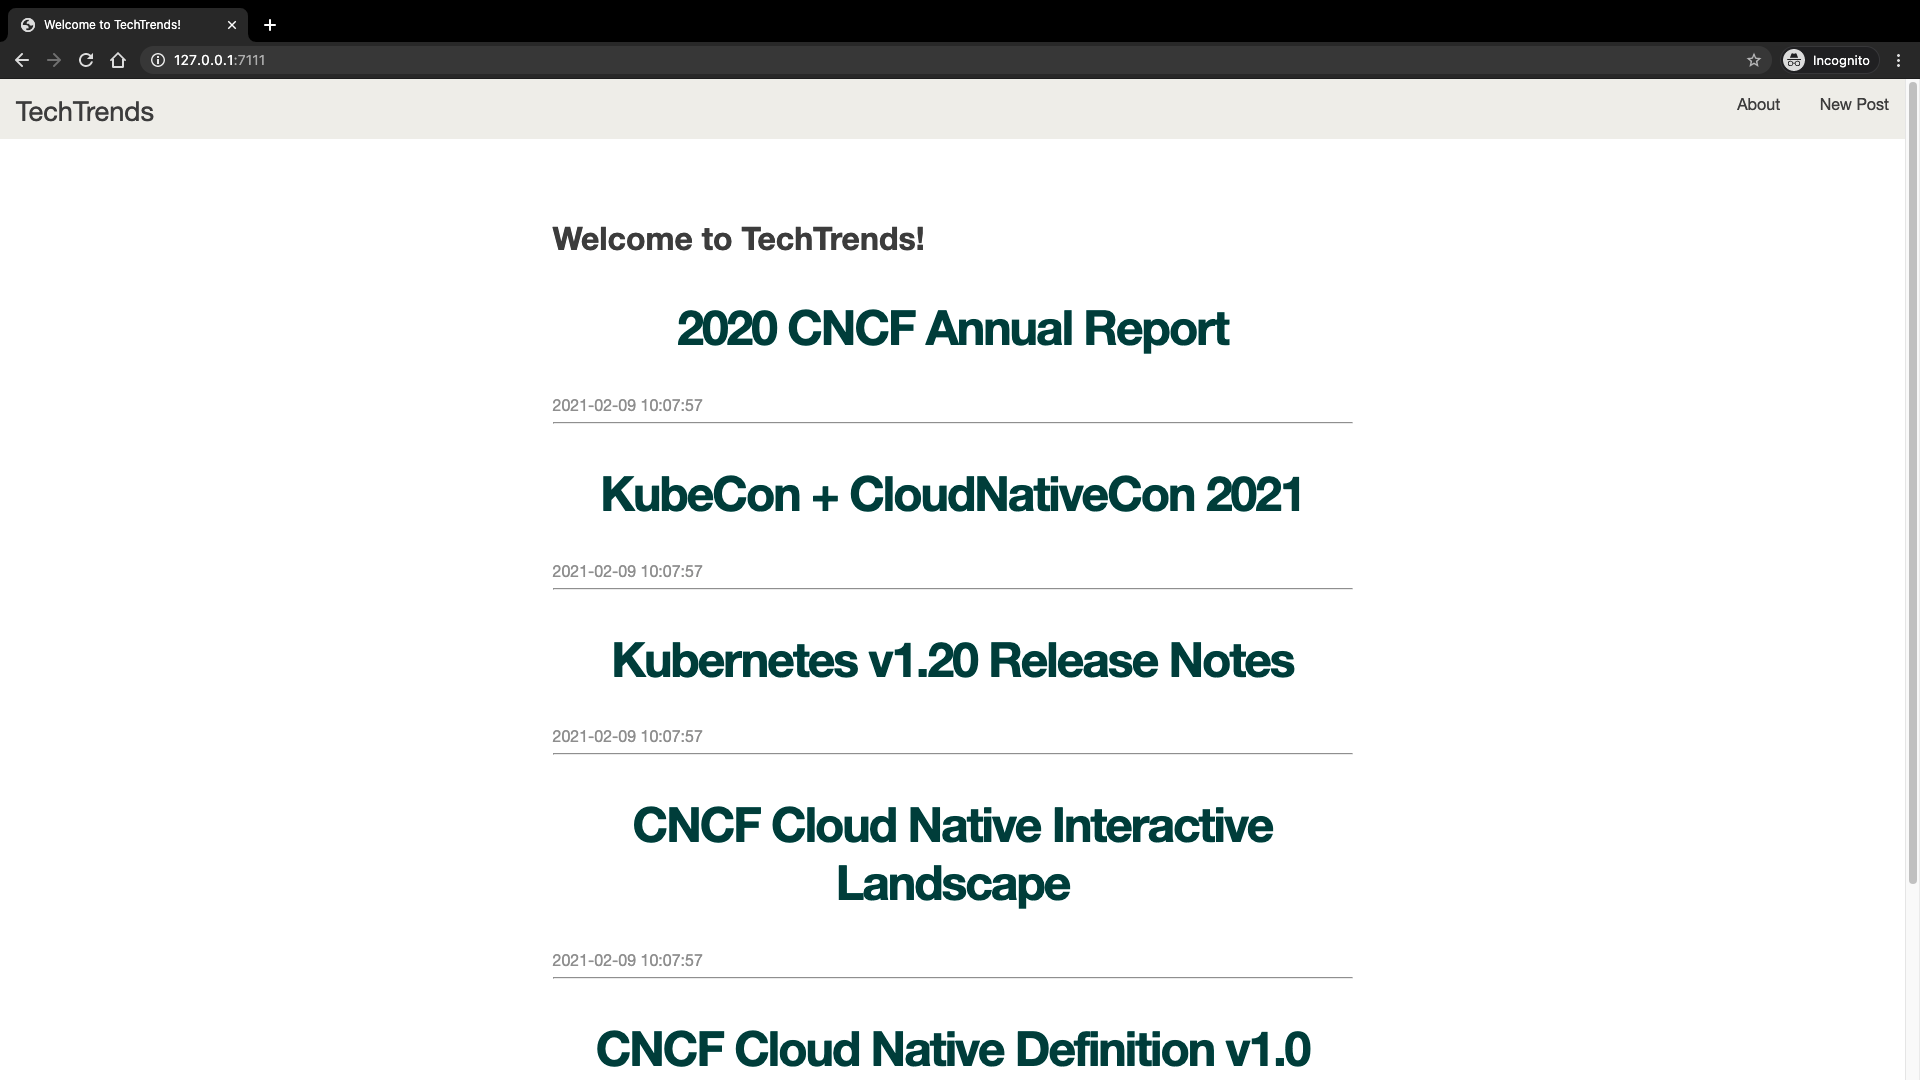 Welcome to TechTrends!
127.0.0.1:7111
Incognito
TechTrends
About
New Post
Welcome to TechTrends!
2020 CNCF Annual Report
2021-02-09 10:07:57
KubeCon + CloudNativeCon 2021
2021-02-09 10:07:57
Kubernetes v1.20 Release Notes
2021-02-09 10:07:57
CNCF Cloud Native Interactive
Landscape
2021-02-09 10:07:57
CNCF Cloud Native Definition v1.0